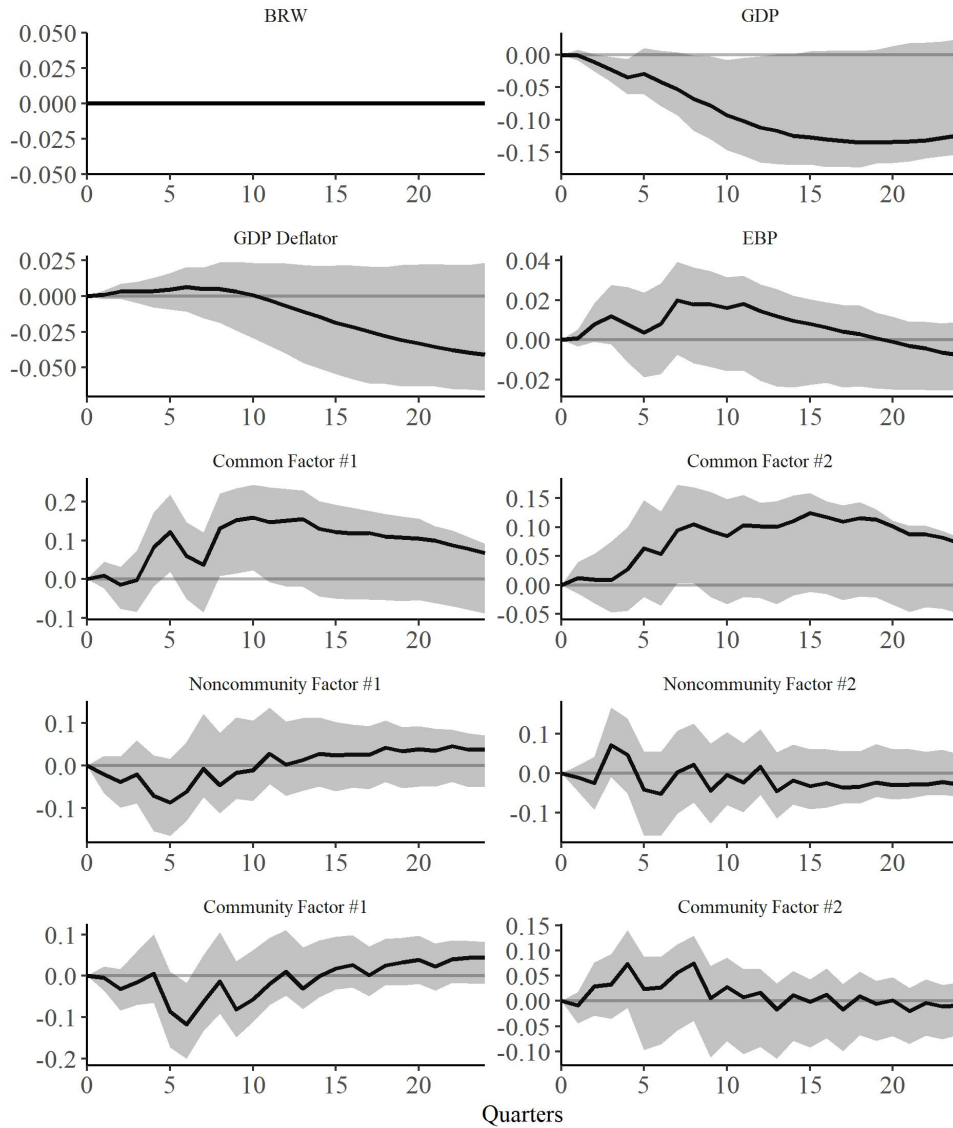 BRW
0.050
0.025
0.000
-0.025
-0.050
0 5 10 15 20
GDP
0.00
-0.05
-0.10
-0.15
0 5 10 15 20
GDP Deflator
0.025
0.000
-0.025
-0.050
0 5 10 15 20
EBP
0.04
0.02
0.00
-0.02
0 5 10 15 20
Common Factor #1
0.2
0.1
0.0
-0.1
0 5 10 15 20
Common Factor #2
0.15
0.10
0.05
0.00
-0.05
0 5 10 15 20
Noncommunity Factor #1
0.1
0.0
-0.1
0 5 10 15 20
Noncommunity Factor #2
0.1
0.0
-0.1
0 5 10 15 20
Community Factor #1
0.1
0.0
-0.1
-0.2
0 5 10 15 20
Community Factor #2
0.15
0.10
0.05
0.00
-0.05
-0.10
0 5 10 15 20
Quarters